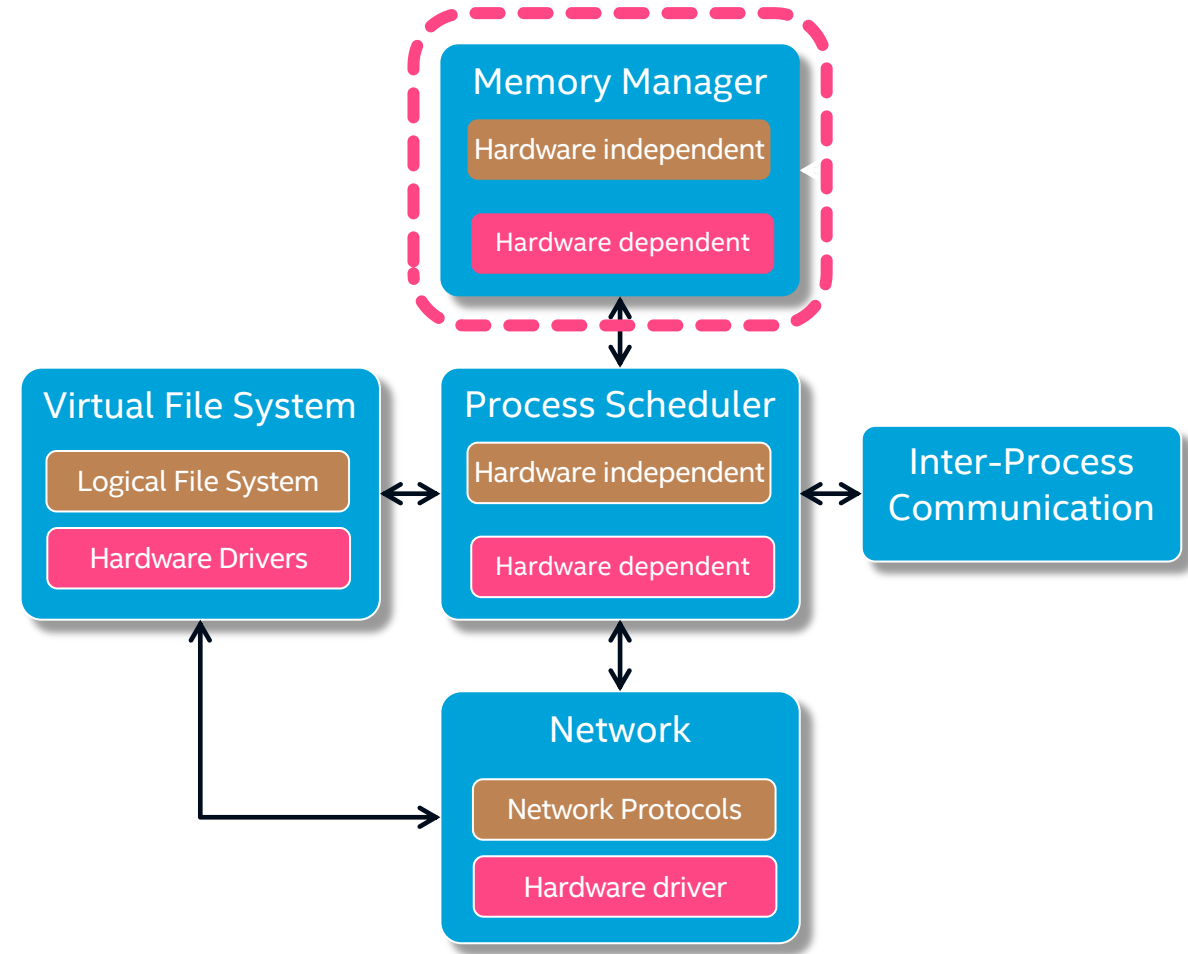 Memory Manager
Hardware independent
Hardware dependent
Virtual File System
Logical File System
Hardware Drivers
Process Scheduler
Hardware independent
Hardware dependent
Inter-Process
Communication
Network
Network Protocols
Hardware driver